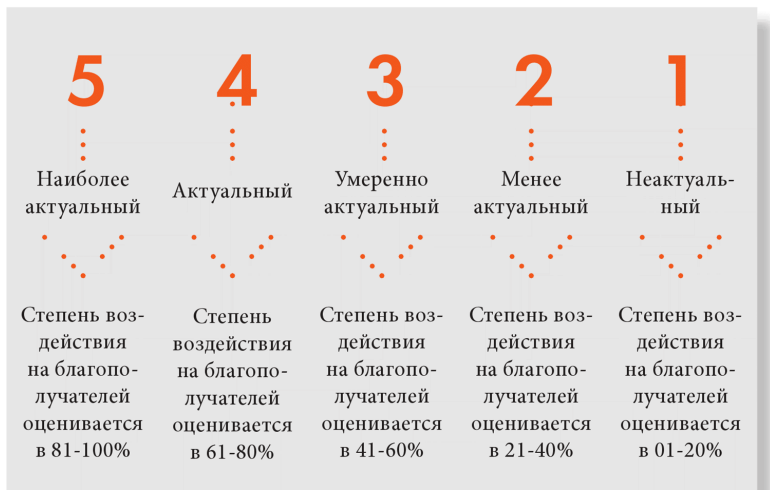 5
Наиболее
актуальный
Степень воз-
действия
на благопо-
лучателей
оценивается
в 81-100%
4
Актуальный
Степень
воздействия
на благопо-
лучателей
оценивается
в 61-80%
3
Умеренно
актуальный
Степень воз-
действия
на благопо-
лучателей
оценивается
в 41-60%
2
Менее
актуальный
Степень воз-
действия
на благопо-
лучателей
оценивается
в 21-40%
1
Неактуаль-
ный
Степень воз-
действия
на благопо-
лучателей
оценивается
в 01-20%